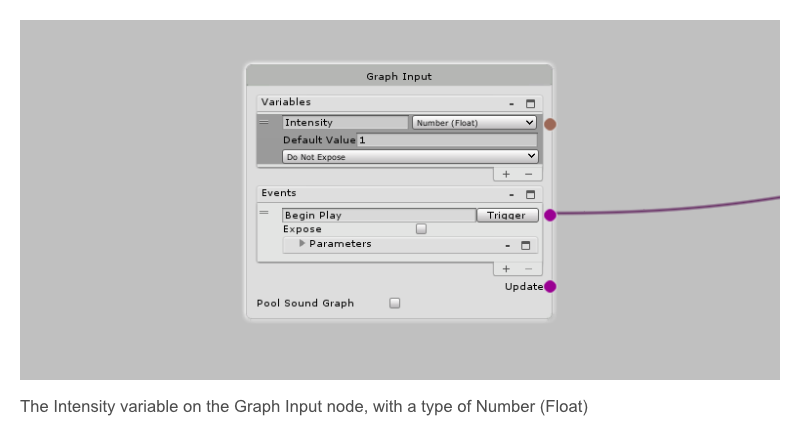 Graph Input
Variables
Intensity Number (Float)
Default Value 1
Do Not Expose
+ −
Events
Begin Play Trigger
Expose
Parameters
+ −
Update
Pool Sound Graph
The Intensity variable on the Graph Input node, with a type of Number (Float)